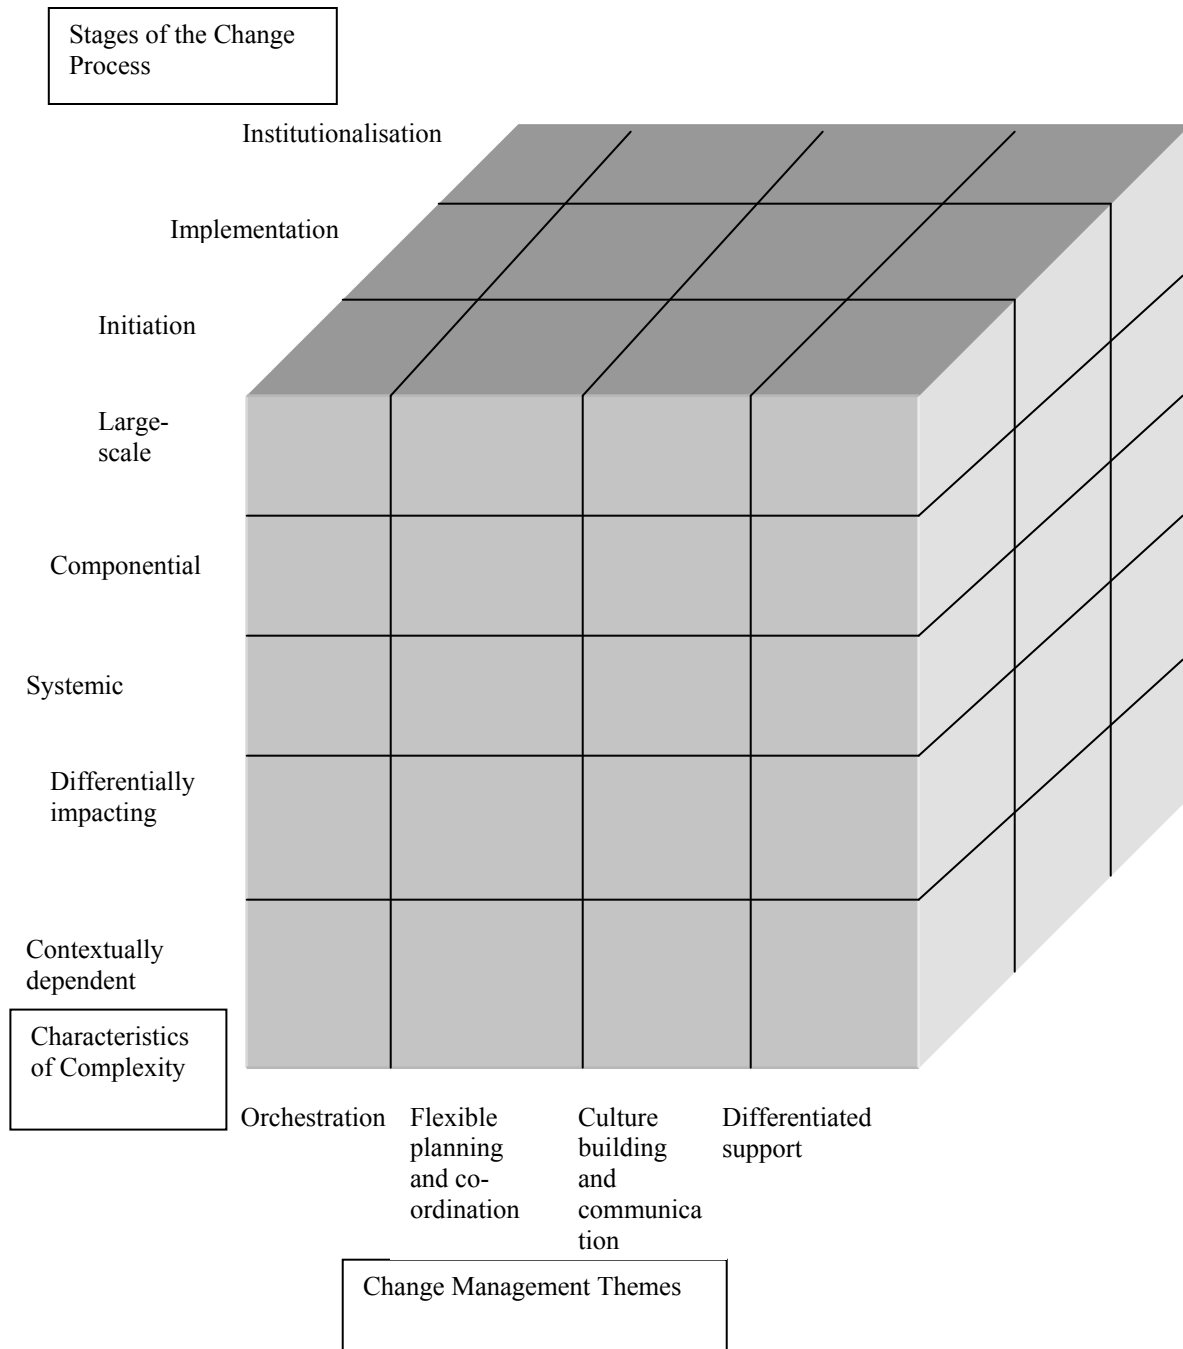 Stages of the Change
Process
Institutionalisation
Implementation
Initiation
Large-
scale
Componential
Systemic
Differentially
impacting
Contextually
dependent
Characteristics
of Complexity
Orchestration
Flexible
planning
and co-
ordination
Culture
building
and
communica
tion
Differentiated
support
Change Management Themes